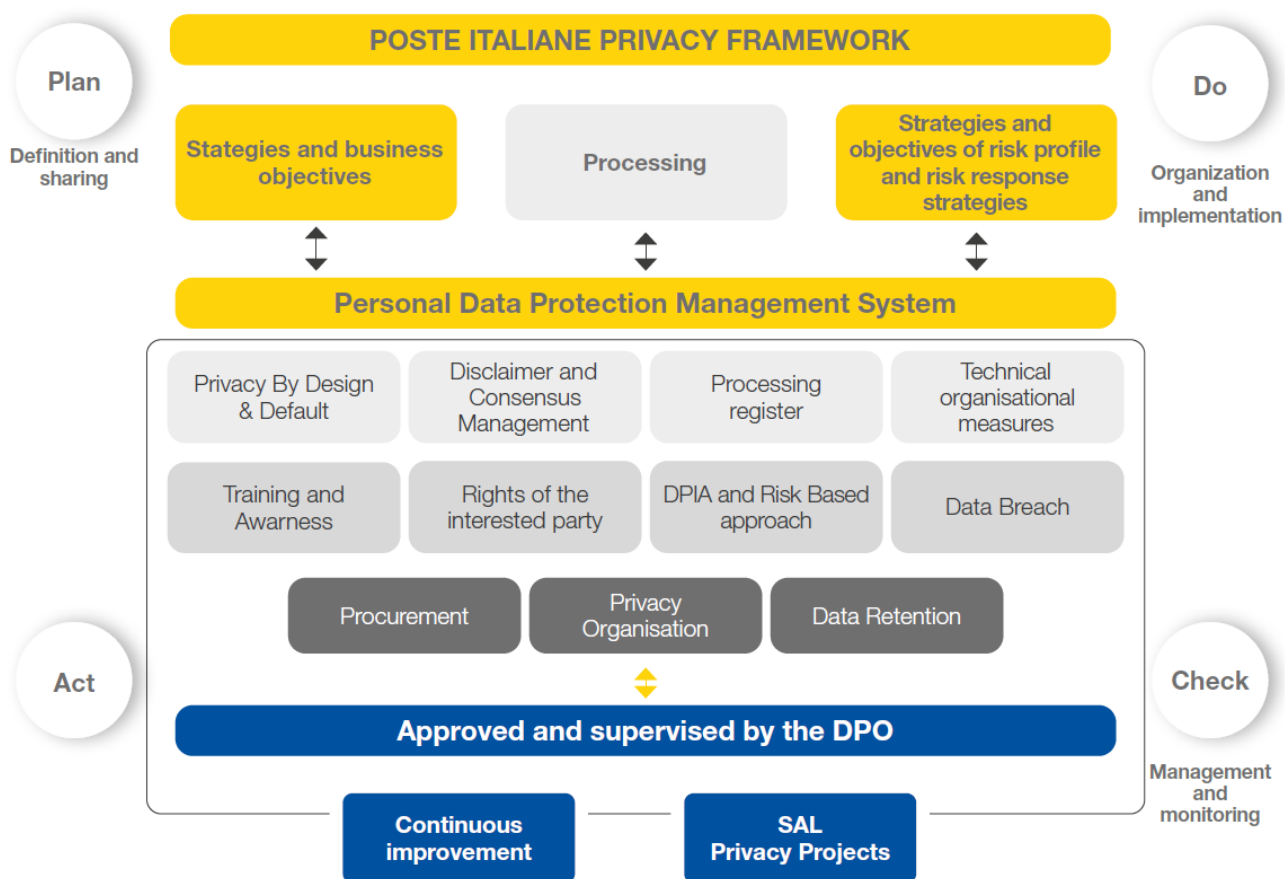 POSTE ITALIANE PRIVACY FRAMEWORK
Plan
Definition and
sharing
Do
Organization
and
implementation
Stategies and business
objectives
Processing
Strategies and
objectives of risk profile
and risk response
strategies
Personal Data Protection Management System
Privacy By Design
& Default
Disclaimer and
Consensus
Management
Processing
register
Technical
organisational
measures
Training and
Awarness
Rights of the
interested party
DPIA and Risk Based
approach
Data Breach
Procurement
Privacy
Organisation
Data Retention
Act
Check
Management
and
monitoring
Approved and supervised by the DPO
Continuous
improvement
SAL
Privacy Projects